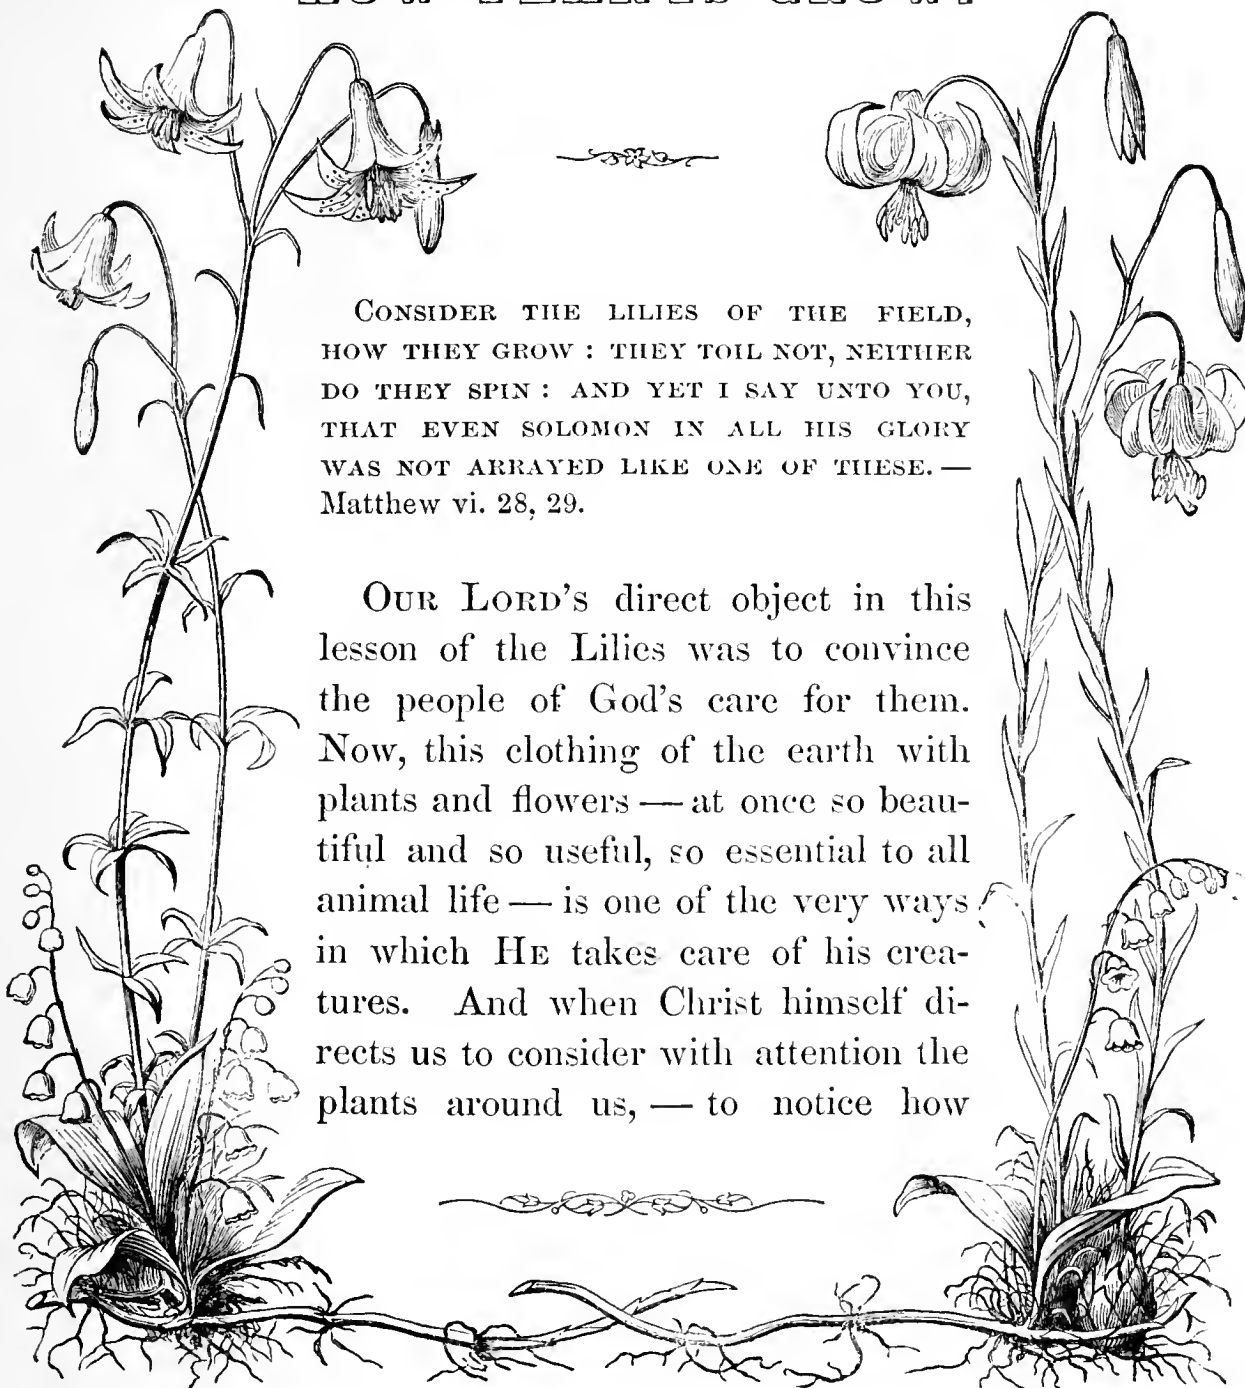 HOW PLANTS GROW.
CONSIDER THE LILIES OF THE FIELD,
HOW THEY GROW : THEY TOIL NOT, NEITHER
DO THEY SPIN : AND YET I SAY UNTO YOU,
THAT EVEN SOLOMON IN ALL HIS GLORY
WAS NOT ARRAYED LIKE ONE OF THESE. —
Matthew vi. 28, 29.
OUR LORD'S direct object in this
lesson of the Lilies was to convince
the people of God's care for them.
Now, this clothing of the earth with
plants and flowers — at once so beau-
tiful and so useful, so essential to all
animal life — is one of the very ways
in which HE takes care of his crea-
tures. And when Christ himself di-
rects us to consider with attention the
plants around us, — to notice how